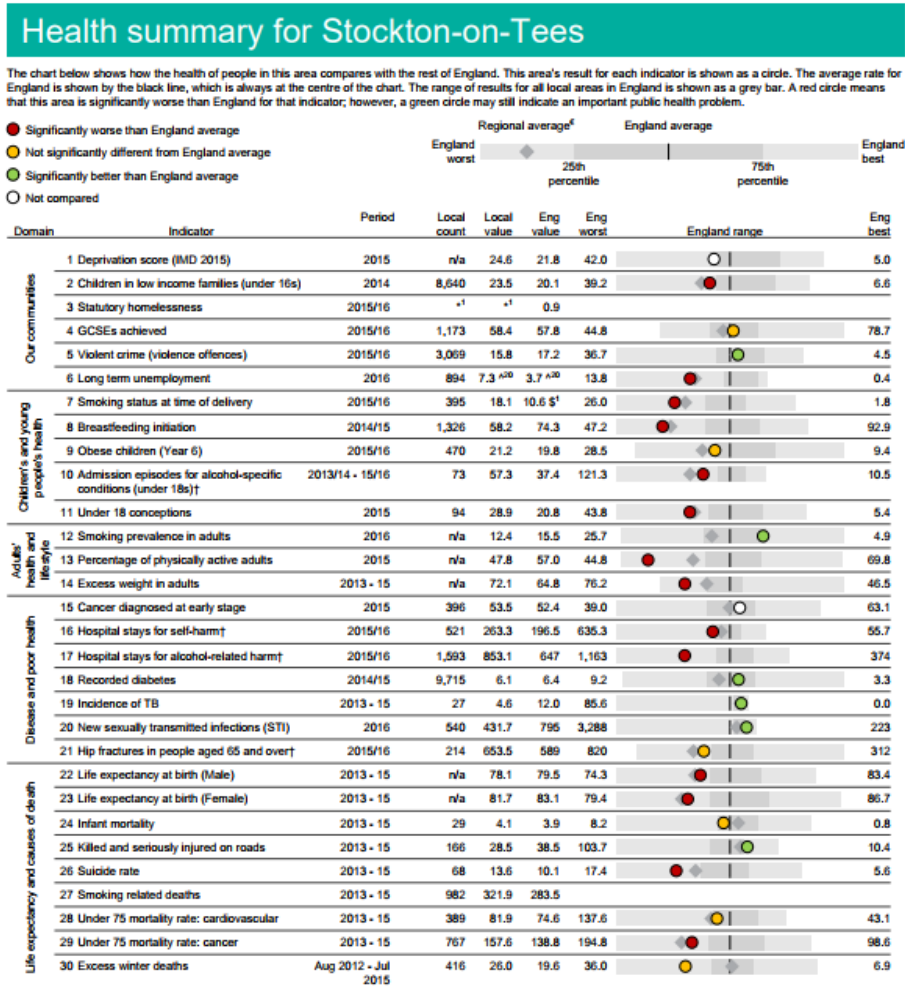 Health summary for Stockton-on-Tees
The chart below shows how the health of people in this area compares with the rest of England. This area's result for each indicator is shown as a circle. The average rate for
England is shown by the black line, which is always at the centre of the chart. The range of results for all local areas in England is shown as a grey bar. A red circle means
that this area is significantly worse than England for that indicator; however, a green circle may still indicate an important public health problem.
Significantly worse than England average
Not significantly different from England average
Significantly better than England average
Not compared
Regional average€ England average
England worst
England best
25th percentile
75th percentile
Domain Indicator Period Local count Local value Eng value Eng worst England range Eng best
Our communities
1 Deprivation score (IMD 2015) 2015 n/a 24.6 21.8 42.0 5.0
2 Children in low income families (under 16s) 2014 8,640 23.5 20.1 39.2 6.6
3 Statutory homelessness 2015/16 *1 *1 0.9
4 GCSEs achieved 2015/16 1,173 58.4 57.8 44.8 78.7
5 Violent crime (violence offences) 2015/16 3,069 15.8 17.2 36.7 4.5
6 Long term unemployment 2016 894 7.3 ^20 3.7 ^20 13.8 0.4
Children's and young people's health
7 Smoking status at time of delivery 2015/16 395 18.1 10.6 $1 26.0 1.8
8 Breastfeeding initiation 2014/15 1,326 58.2 74.3 47.2 92.9
9 Obese children (Year 6) 2015/16 470 21.2 19.8 28.5 9.4
10 Admission episodes for alcohol-specific 2013/14 - 15/16 73 57.3 37.4 121.3 10.5
conditions (under 18s)†
11 Under 18 conceptions 2015 94 28.9 20.8 43.8 5.4
Adults' health and lifestyle
12 Smoking prevalence in adults 2016 n/a 12.4 15.5 25.7 4.9
13 Percentage of physically active adults 2015 n/a 47.8 57.0 44.8 69.8
14 Excess weight in adults 2013 - 15 n/a 72.1 64.8 76.2 46.5
Disease and poor health
15 Cancer diagnosed at early stage 2015 396 53.5 52.4 39.0 63.1
16 Hospital stays for self-harm† 2015/16 521 263.3 196.5 635.3 55.7
17 Hospital stays for alcohol-related harm† 2015/16 1,593 853.1 647 1,163 374
18 Recorded diabetes 2014/15 9,715 6.1 6.4 9.2 3.3
19 Incidence of TB 2013 - 15 27 4.6 12.0 85.6 0.0
20 New sexually transmitted infections (STI) 2016 540 431.7 795 3,288 223
21 Hip fractures in people aged 65 and over† 2015/16 214 653.5 589 820 312
Life expectancy and causes of death
22 Life expectancy at birth (Male) 2013 - 15 n/a 78.1 79.5 74.3 83.4
23 Life expectancy at birth (Female) 2013 - 15 n/a 81.7 83.1 79.4 86.7
24 Infant mortality 2013 - 15 29 4.1 3.9 8.2 0.8
25 Killed and seriously injured on roads 2013 - 15 166 28.5 38.5 103.7 10.4
26 Suicide rate 2013 - 15 68 13.6 10.1 17.4 5.6
27 Smoking related deaths 2013 - 15 982 321.9 283.5
28 Under 75 mortality rate: cardiovascular 2013 - 15 389 81.9 74.6 137.6 43.1
29 Under 75 mortality rate: cancer 2013 - 15 767 157.6 138.8 194.8 98.6
30 Excess winter deaths Aug 2012 - Jul 416 26.0 19.6 36.0 6.9
2015